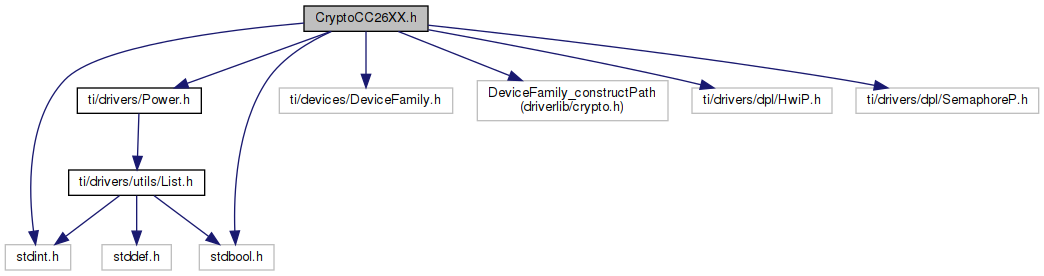 CryptoCC26XX.h
ti/drivers/Power.h
ti/devices/DeviceFamily.h
DeviceFamily_constructPath
(driverlib/crypto.h)
ti/drivers/dpl/HwiP.h
ti/drivers/dpl/SemaphoreP.h
ti/drivers/utils/List.h
stdint.h
stddef.h
stdbool.h